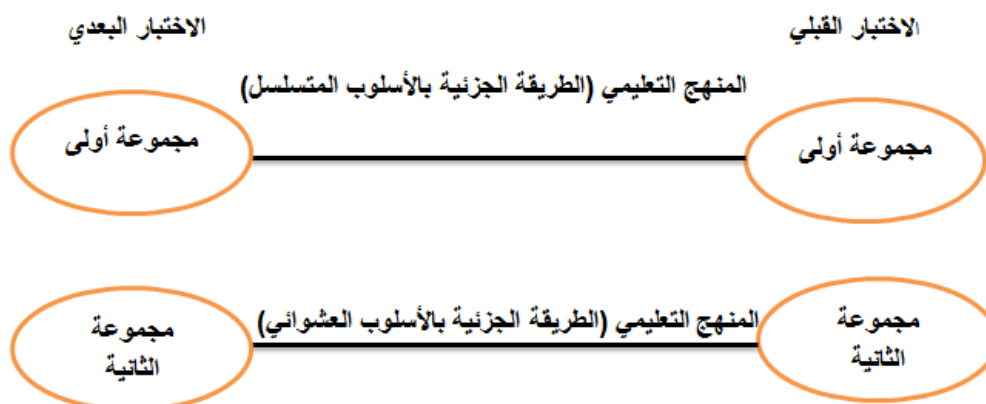 الاختبار القبلي
الاختبار البعدي
المنهج التعليمي (الطريقة الجزئية بالأسلوب المتسلسل)
مجموعة أولى
مجموعة أولى
المنهج التعليمي (الطريقة الجزئية بالأسلوب العشوائي)
مجموعة
الثانية
مجموعة
الثانية